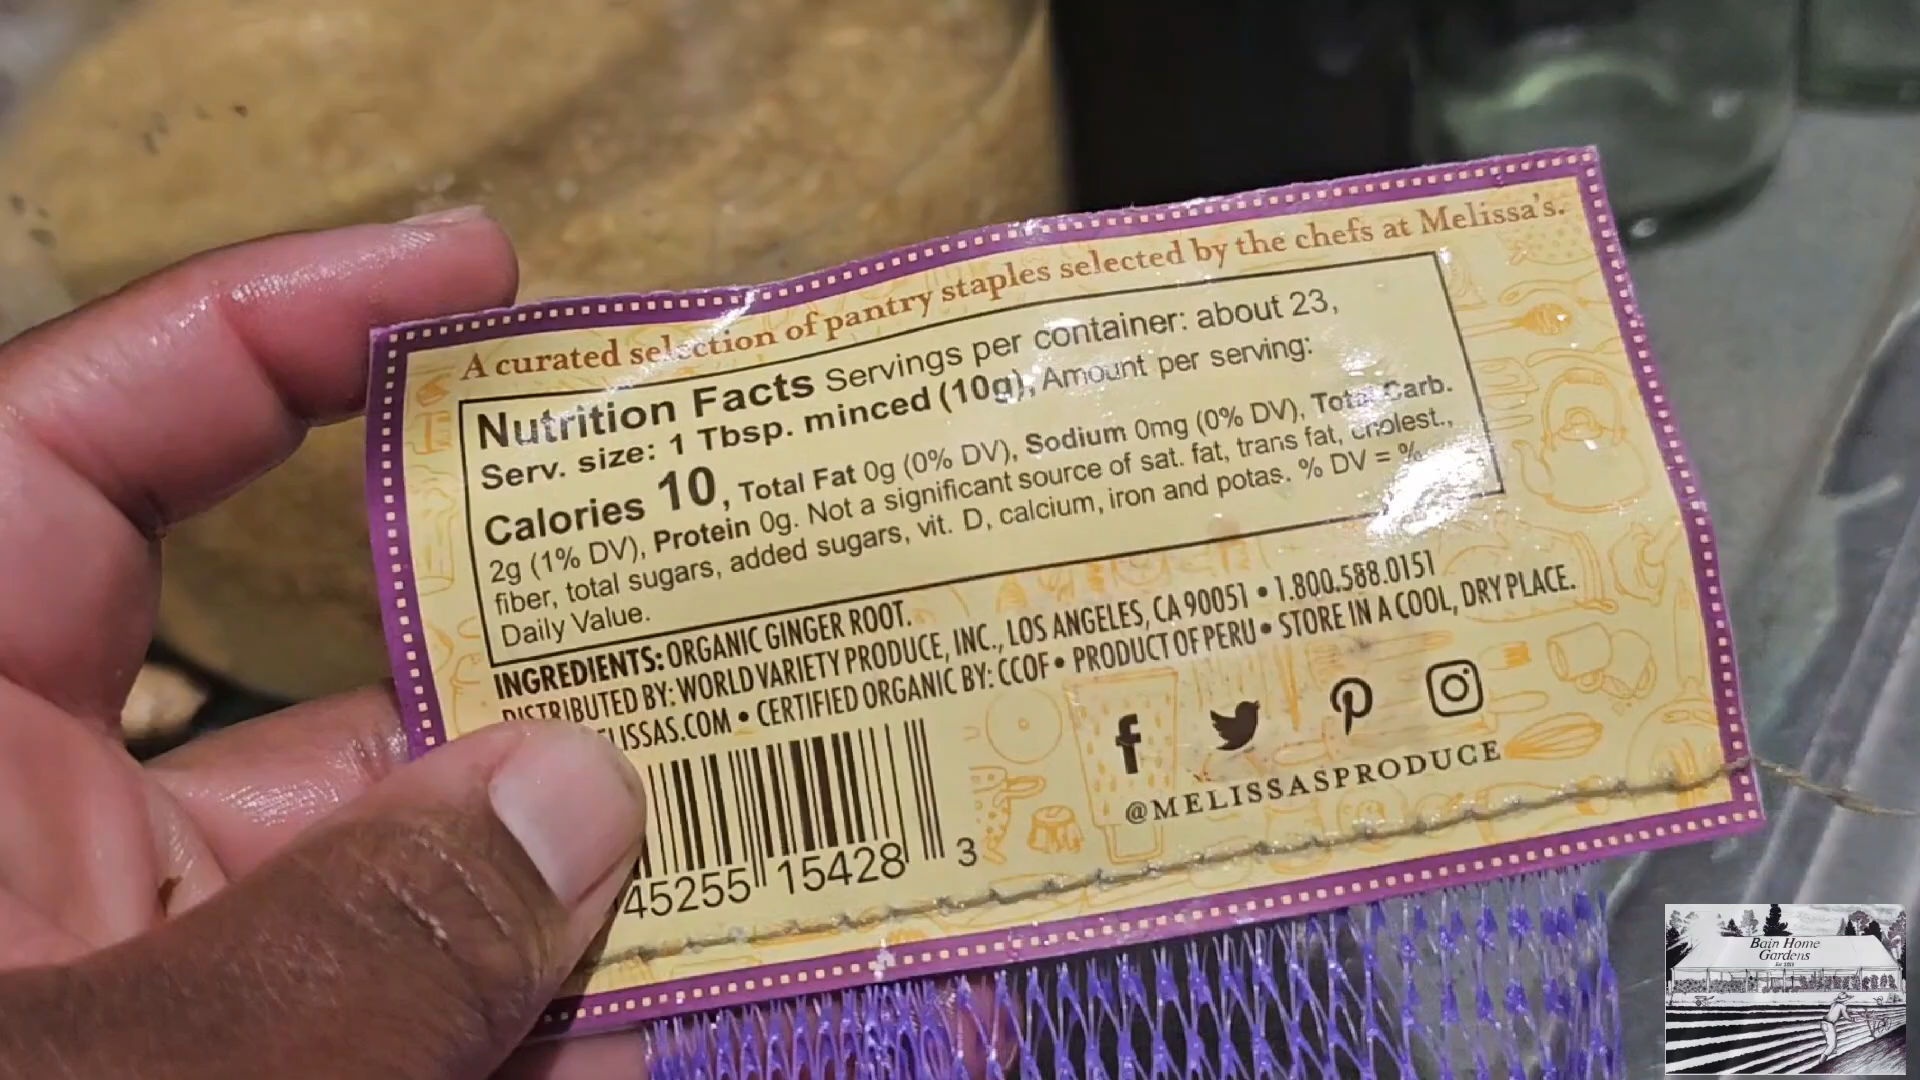 A curated selection of pantry staples selected by the chefs at Melissa's.
Nutrition Facts Servings per container: about 23,
Serv. size: 1 Tbsp. minced (10g), Amount per serving:
Calories 10, Total Fat 0g (0% DV), Sodium 0mg (0% DV), Total Carb.
2g (1% DV), Protein 0g. Not a significant source of sat. fat, trans fat, cholest.,
fiber, total sugars, added sugars, vit. D, calcium, iron and potas. % DV = %
Daily Value.
INGREDIENTS: ORGANIC GINGER ROOT.
DISTRIBUTED BY: WORLD VARIETY PRODUCE, INC., LOS ANGELES, CA 90051 • 1.800.588.0151
LISSAS.COM • CERTIFIED ORGANIC BY: CCOF • PRODUCT OF PERU • STORE IN A COOL, DRY PLACE.
@MELISSASPRODUCE
45255 15428 3
Bain Home
Gardens